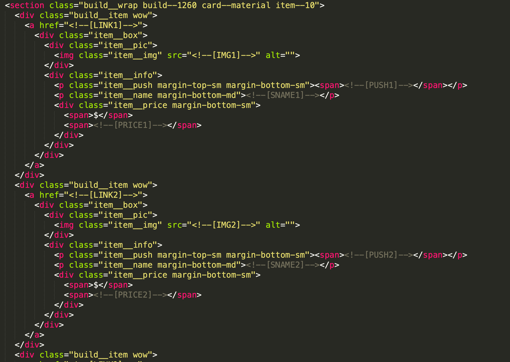 <section class="build__wrap build--1260 card-material item--10">
<div class="build__item wow">
<a href="<!--[LINK1]-->">
<div class="item__box">
<div class="item__pic">
<img class="item__img" src="<!--[IMG1]-->" alt="">
</div>
<div class="item__info">
<p class="item__push margin-top-sm margin-bottom-sm"><span><!--[PUSH1]--></span></p>
<p class="item__name margin-bottom-md"><!--[SNAME1]--></p>
<div class="item__price margin-bottom-sm">
<span>$</span>
<span><!--[PRICE1]--></span>
</div>
</div>
</div>
</a>
</div>
<div class="build__item wow">
<a href="<!--[LINK2]-->">
<div class="item__box">
<div class="item__pic">
<img class="item__img" src="<!--[IMG2]-->" alt="">
</div>
<div class="item__info">
<p class="item__push margin-top-sm margin-bottom-sm"><span><!--[PUSH2]--></span></p>
<p class="item__name margin-bottom-md"><!--[SNAME2]--></p>
<div class="item__price margin-bottom-sm">
<span>$</span>
<span><!--[PRICE2]--></span>
</div>
</div>
</div>
</a>
</div>
<div class="build__item wow">